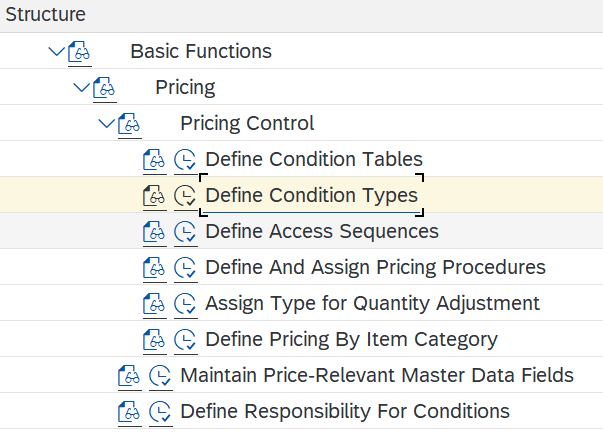 Structure
Basic Functions
Pricing
Pricing Control
Define Condition Tables
Define Condition Types
Define Access Sequences
Define And Assign Pricing Procedures
Assign Type for Quantity Adjustment
Define Pricing By Item Category
Maintain Price-Relevant Master Data Fields
Define Responsibility For Conditions